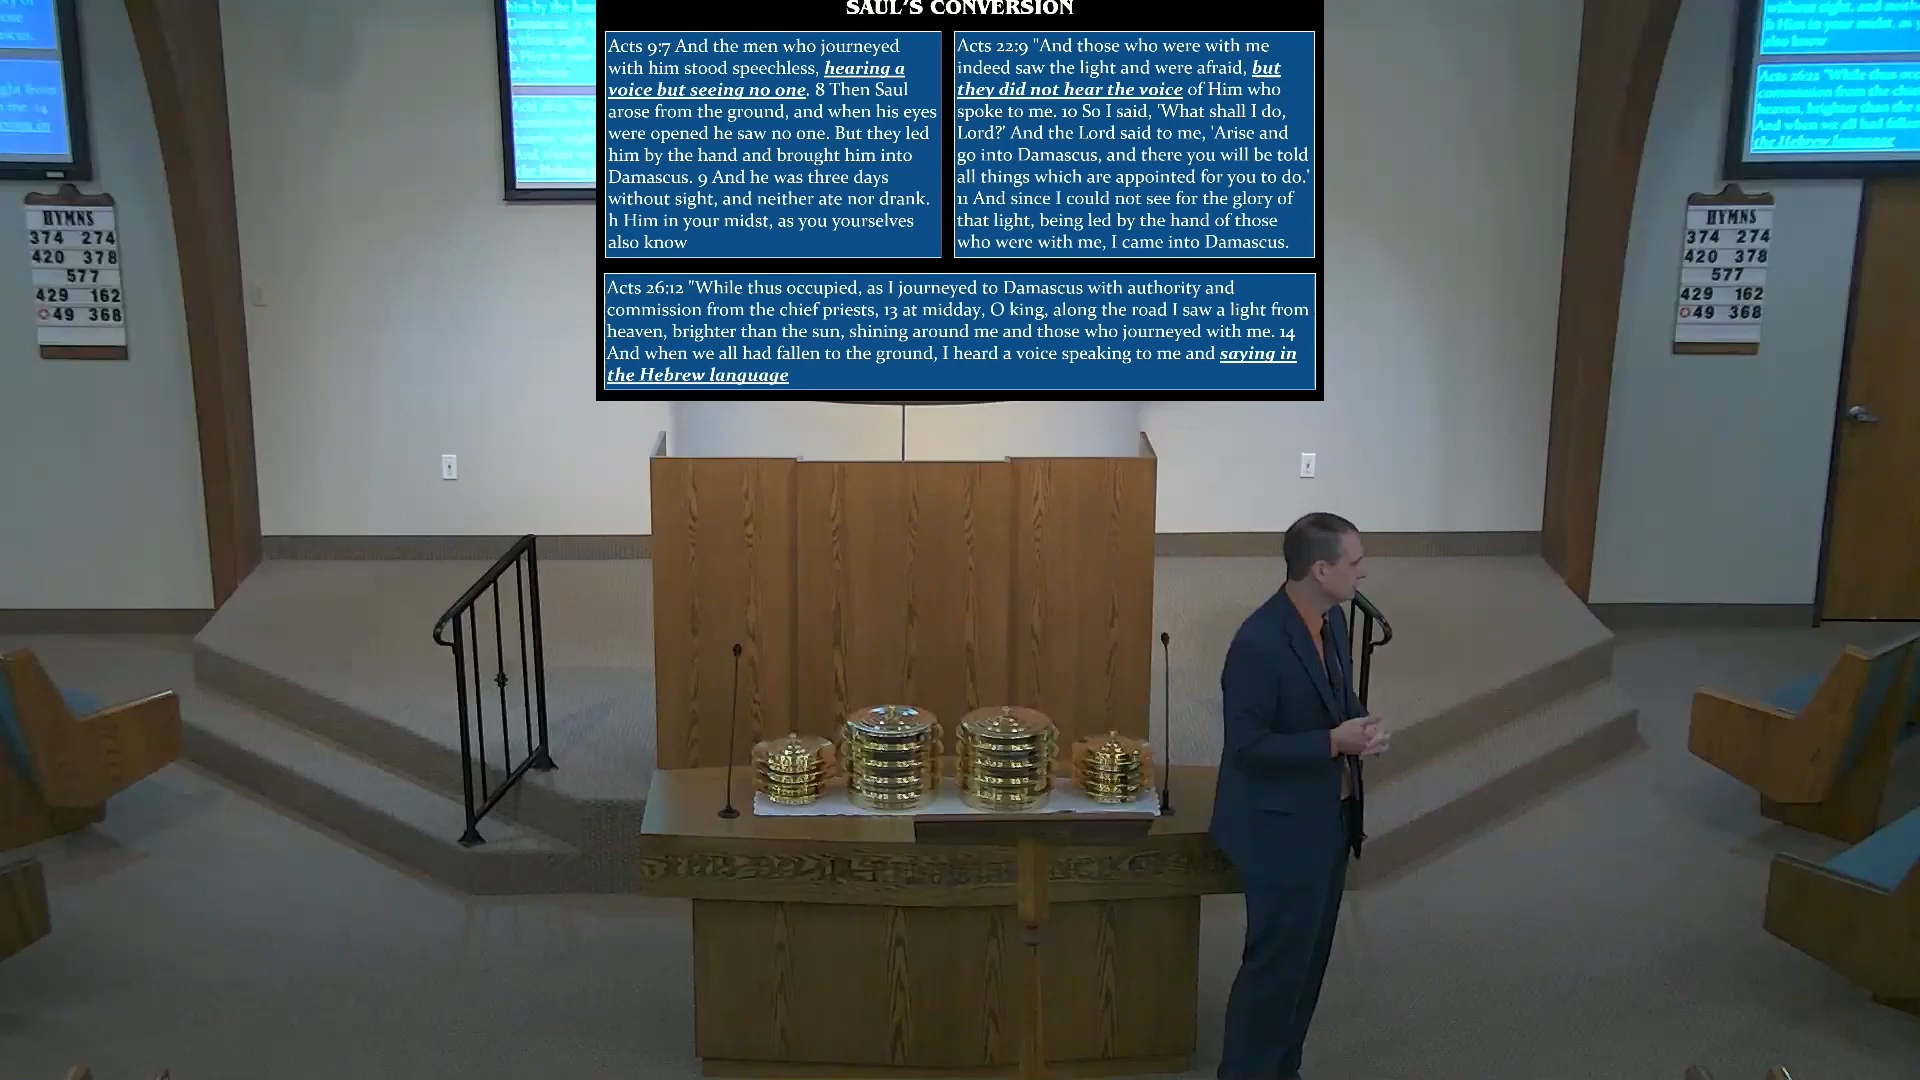 SAUL'S CONVERSION
Acts 9:7 And the men who journeyed
with him stood speechless, hearing a
voice but seeing no one. 8 Then Saul
arose from the ground, and when his eyes
were opened he saw no one. But they led
him by the hand and brought him into
Damascus. 9 And he was three days
without sight, and neither ate nor drank.
h Him in your midst, as you yourselves
also know
Acts 22:9 "And those who were with me
indeed saw the light and were afraid, but
they did not hear the voice of Him who
spoke to me. 10 So I said, 'What shall I do,
Lord?' And the Lord said to me, 'Arise and
go into Damascus, and there you will be told
all things which are appointed for you to do.'
11 And since I could not see for the glory of
that light, being led by the hand of those
who were with me, I came into Damascus.
Acts 26:12 "While thus occupied, as I journeyed to Damascus with authority and
commission from the chief priests, 13 at midday, O king, along the road I saw a light from
heaven, brighter than the sun, shining around me and those who journeyed with me. 14
And when we all had fallen to the ground, I heard a voice speaking to me and saying in
the Hebrew language
HYMNS
374 274
420 378
577
429 162
49 368
HYMNS
374 274
420 378
577
429 162
49 368